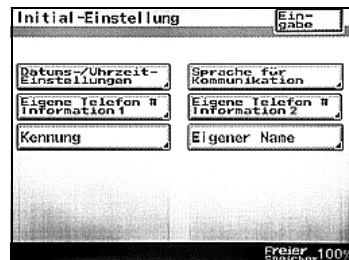 Initial-Einstellung
Ein-
gabe
Datums-/Uhrzeit-
Einstellungen
Sprache für
Kommunikation
Eigene Telefon #
Information 1
Eigene Telefon #
Information 2
Kennung
Eigener Name
Freier
Speicher 100%